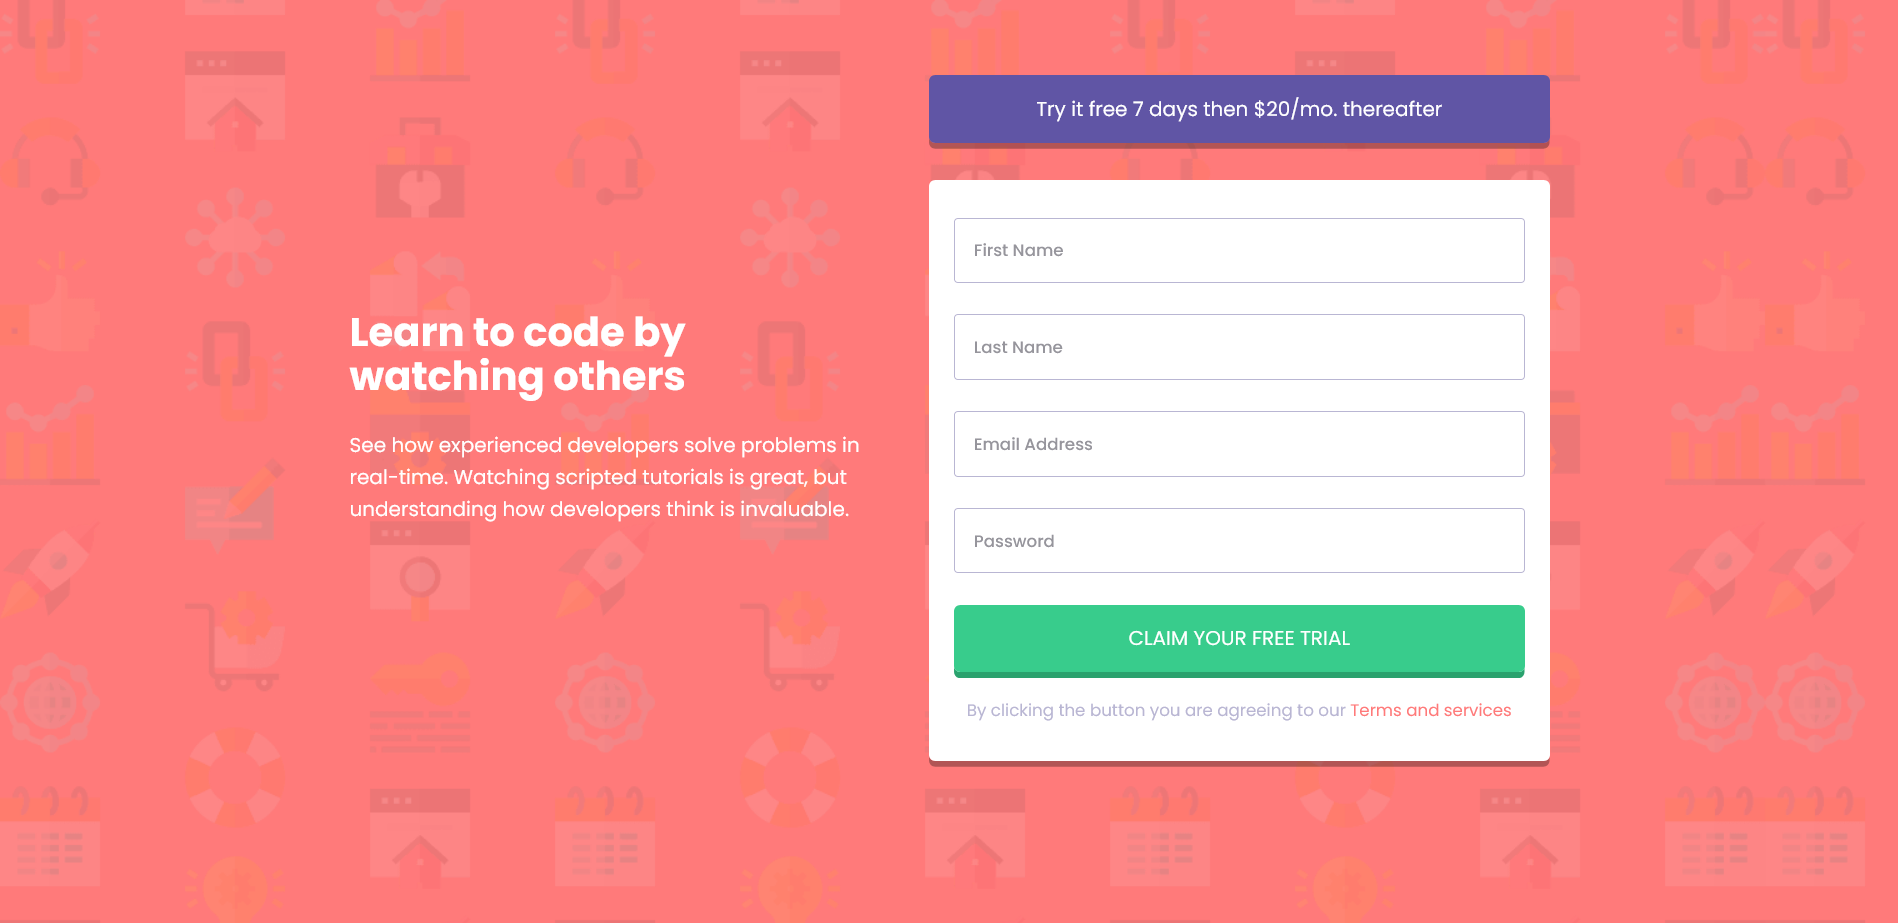 Learn to code by
watching others
See how experienced developers solve problems in
real-time. Watching scripted tutorials is great, but
understanding how developers think is invaluable.
Try it free 7 days then $20/mo. thereafter
First Name
Last Name
Email Address
Password
CLAIM YOUR FREE TRIAL
By clicking the button you are agreeing to our Terms and services